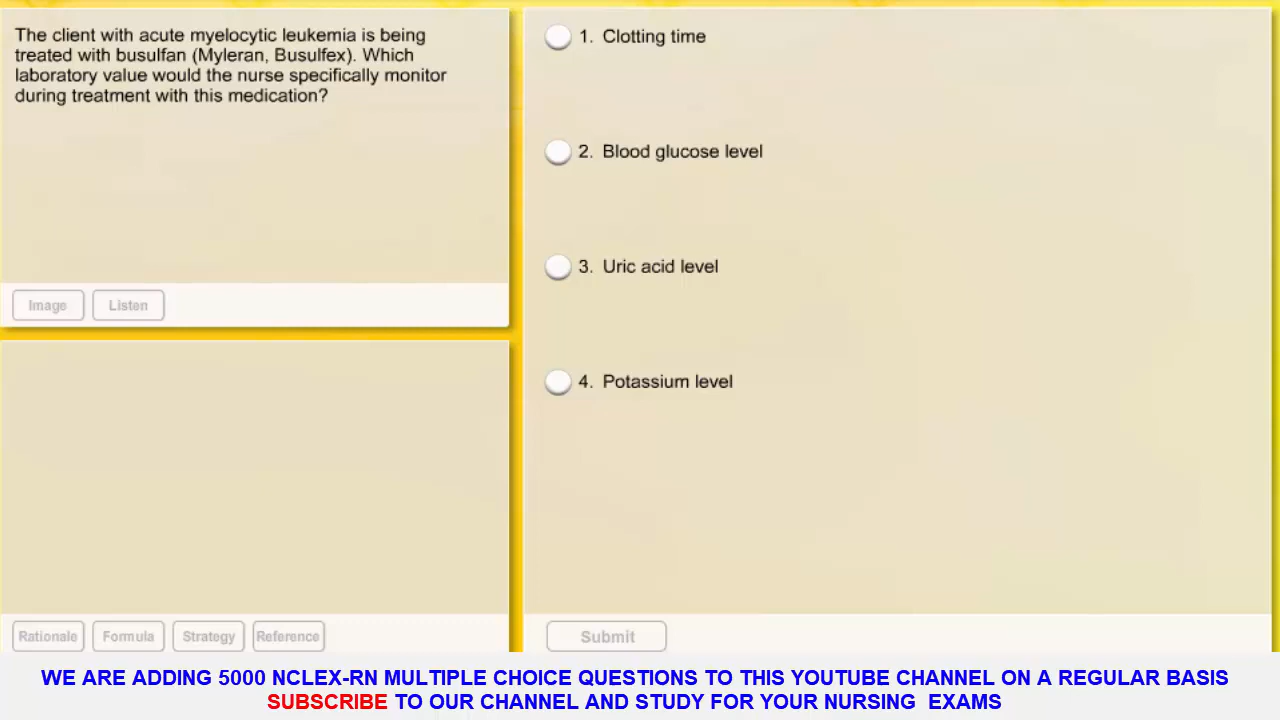 The client with acute myelocytic leukemia is being
treated with busulfan (Myleran, Busulfex). Which
laboratory value would the nurse specifically monitor
during treatment with this medication?
Image
Listen
1. Clotting time
2. Blood glucose level
3. Uric acid level
4. Potassium level
Rationale
Formula
Strategy
Reference
Submit
WE ARE ADDING 5000 NCLEX-RN MULTIPLE CHOICE QUESTIONS TO THIS YOUTUBE CHANNEL ON A REGULAR BASIS
SUBSCRIBE TO OUR CHANNEL AND STUDY FOR YOUR NURSING EXAMS